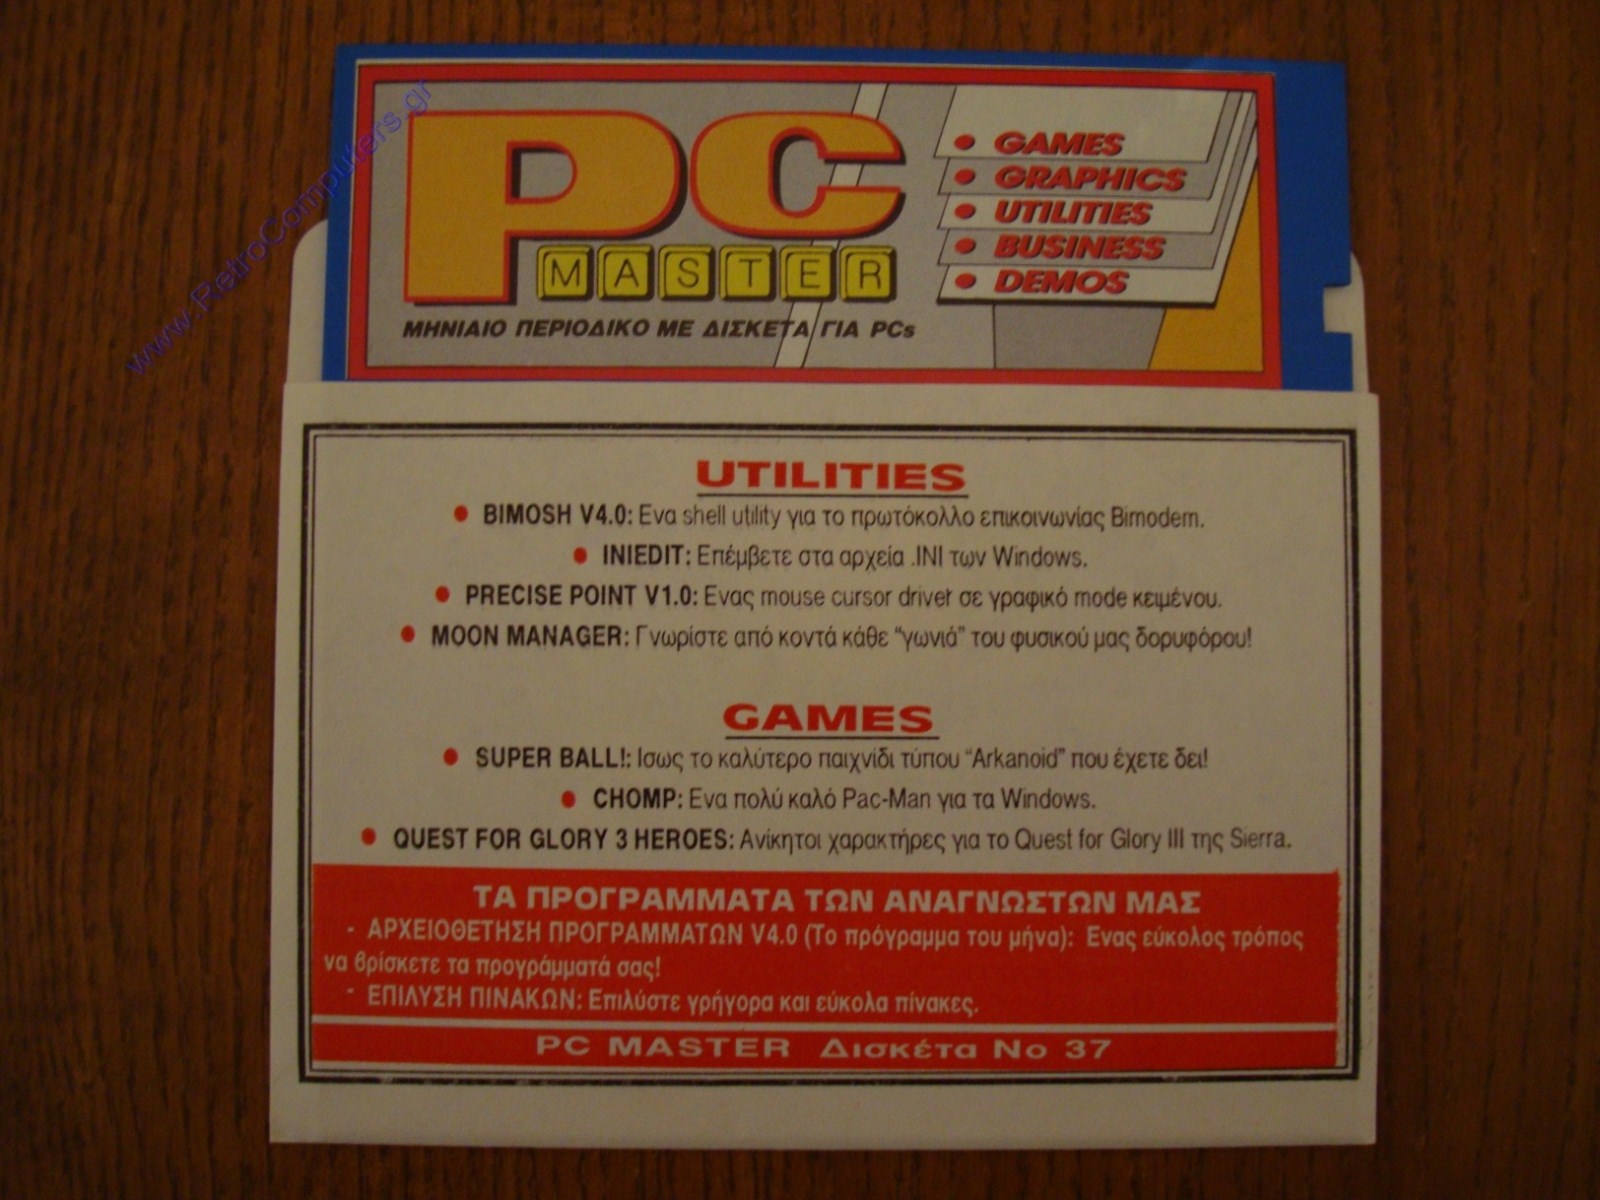 www.RetroComputers.gr
PC
MASTER
ΜΗΝΙΑΙΟ ΠΕΡΙΟΔΙΚΟ ΜΕ ΔΙΣΚΕΤΑ ΓΙΑ PCs
• GAMES
• GRAPHICS
• UTILITIES
• BUSINESS
• DEMOS
UTILITIES
• BIMOSH V4.0: Ενα shell utility για το πρωτόκολλο επικοινωνίας Bimodem.
• INIEDIT: Επέμβετε στα αρχεία .INI των Windows.
• PRECISE POINT V1.0: Ενας mouse cursor driver σε γραφικό mode κειμένου.
• MOON MANAGER: Γνωρίστε από κοντά κάθε “γωνιά” του φυσικού μας δορυφόρου!
GAMES
• SUPER BALL!: Ισως το καλύτερο παιχνίδι τύπου “Arkanoid” που έχετε δει!
• CHOMP: Ενα πολύ καλό Pac-Man για τα Windows.
• QUEST FOR GLORY 3 HEROES: Ανίκητοι χαρακτήρες για το Quest for Glory III της Sierra.
ΤΑ ΠΡΟΓΡΑΜΜΑΤΑ ΤΩΝ ΑΝΑΓΝΩΣΤΩΝ ΜΑΣ
- ΑΡΧΕΙΟΘΕΤΗΣΗ ΠΡΟΓΡΑΜΜΑΤΩΝ V4.0 (Το πρόγραμμα του μήνα): Ενας εύκολος τρόπος
να βρίσκετε τα προγράμματά σας!
- ΕΠΙΛΥΣΗ ΠΙΝΑΚΩΝ: Επιλύστε γρήγορα και εύκολα πίνακες.
PC MASTER Δισκέτα Νο 37